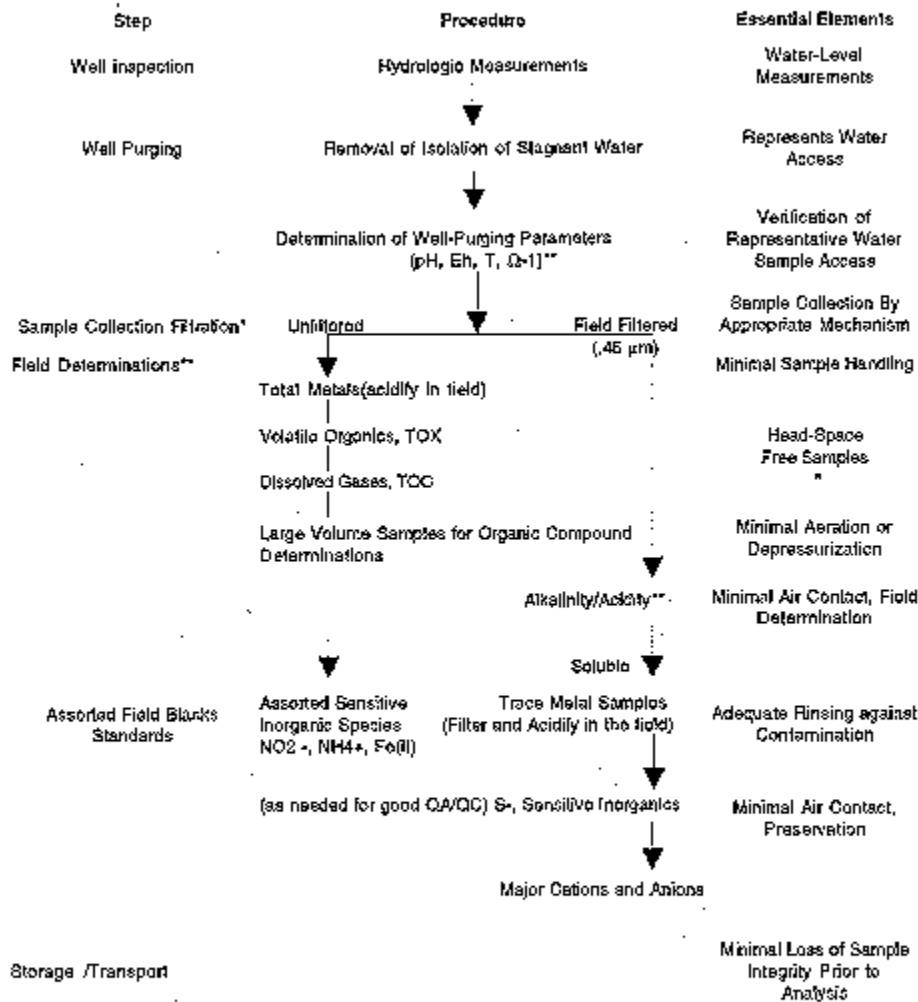 Step Procedure Essential Elements
Well Inspection Hydrologic Measurements Water-Level
Measurements
Well Purging Removal of Isolation of Stagnant Water Represents Water
Access
Determination of Well-Purging Parameters
(pH, Eh, T, Ω-1]**
Verification of
Representative Water
Sample Access
Sample Collection Filtration* Unfiltered Field Filtered
(.45 μm)
Sample Collection By
Appropriate Mechanism
Field Determinations** Minimal Sample Handling
Total Metals(acidify in field)
Volatile Organics, TOX
Head-Space
Free Samples
Dissolved Gases, TOC
Large Volume Samples for Organic Compound
Determinations
Minimal Aeration or
Depressurization
Alkalinity/Acidity** Minimal Air Contact, Field
Determination
Soluble
Assorted Field Blanks
Standards
Assorted Sensitive
Inorganic Species
NO2 -, NH4+, Fe(II)
Trace Metal Samples
(Filter and Acidify in the field)
Adequate Rinsing against
Contamination
(as needed for good QA/QC) S-, Sensitive Inorganics Minimal Air Contact,
Preservation
Major Cations and Anions
Storage /Transport Minimal Loss of Sample
Integrity Prior to
Analysis